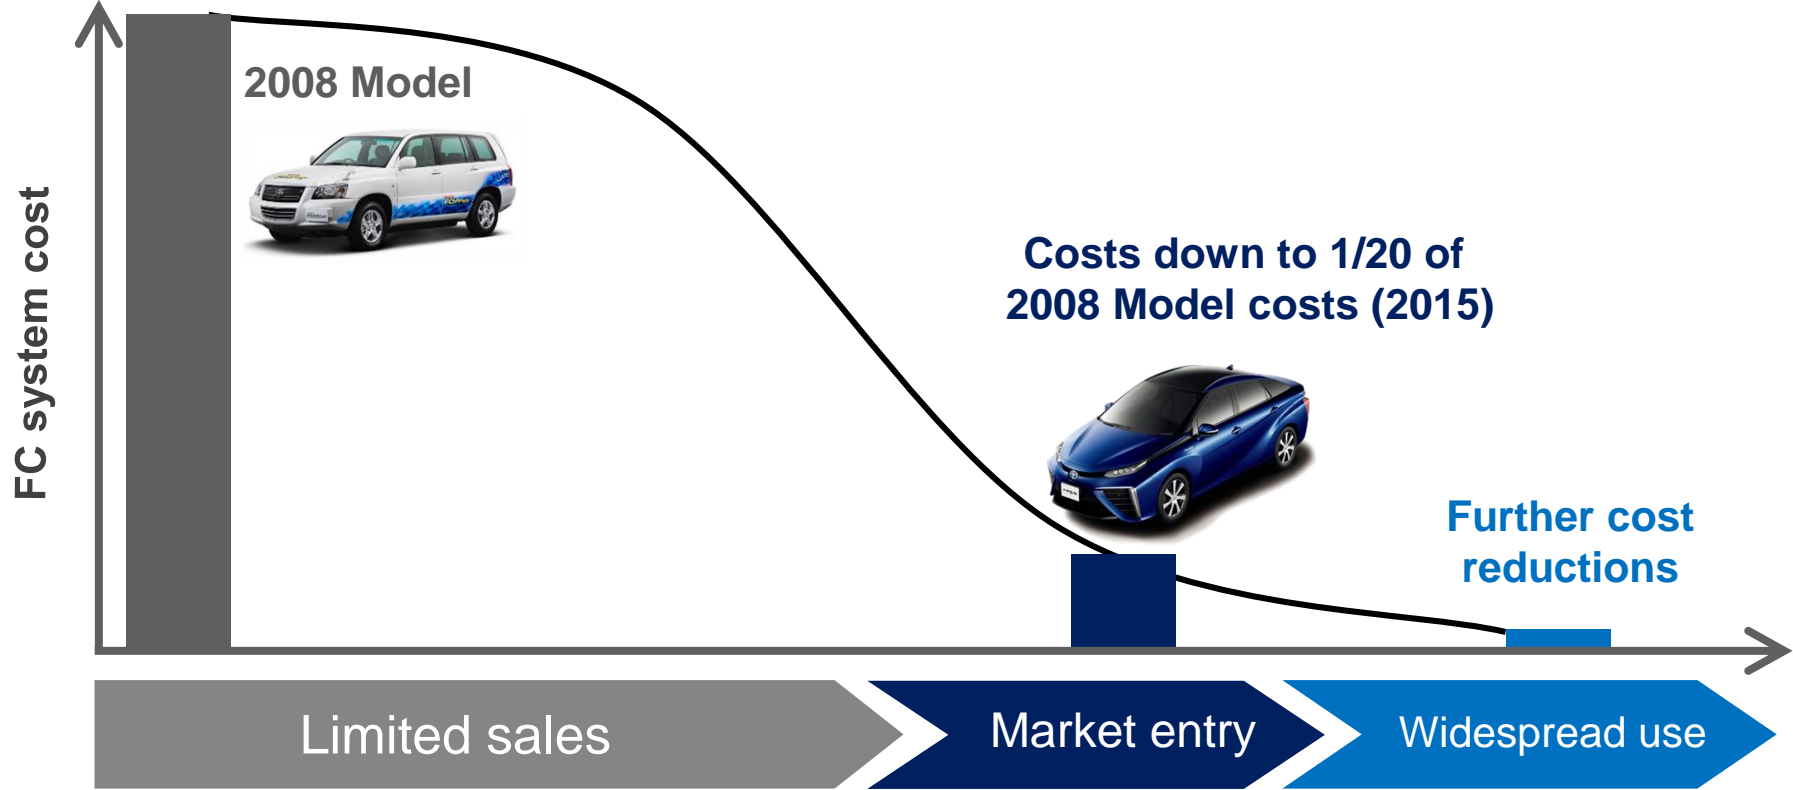 FC system cost
2008 Model
Costs down to 1/20 of
2008 Model costs (2015)
Further cost
reductions
Limited sales
Market entry
Widespread use